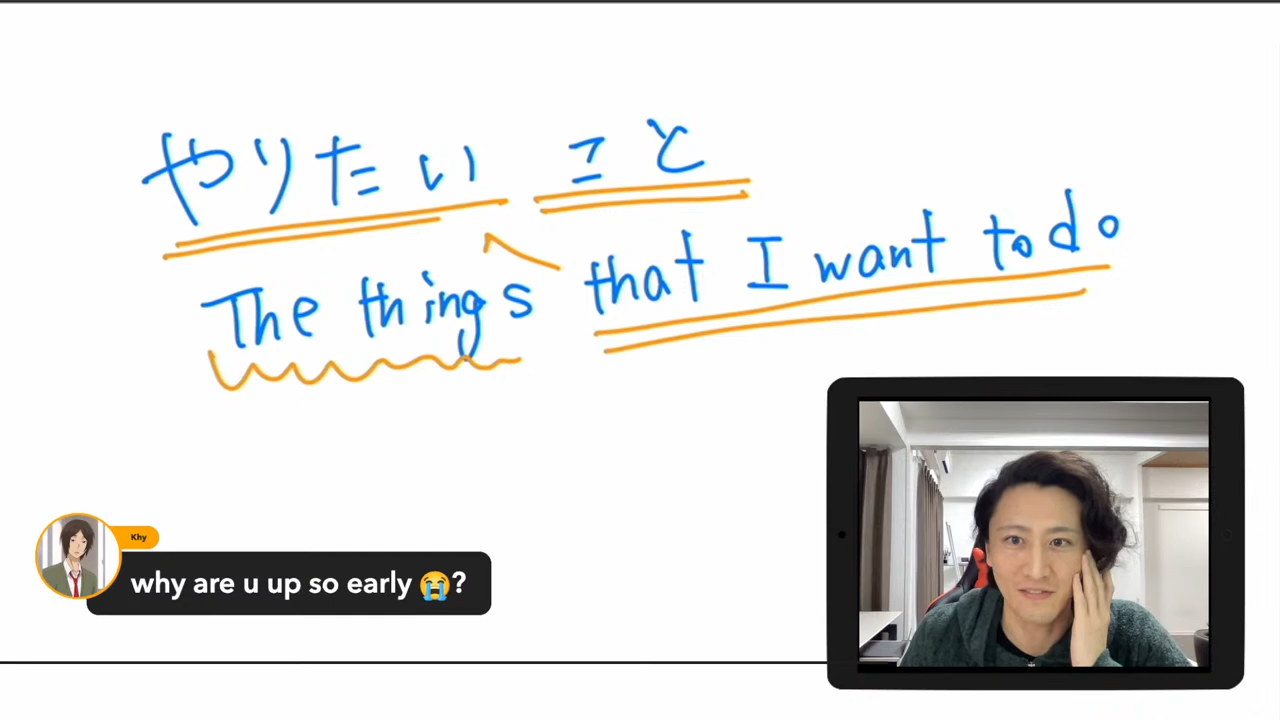 やりたい こと
The things that I want to do
Khy
why are u up so early 😭?